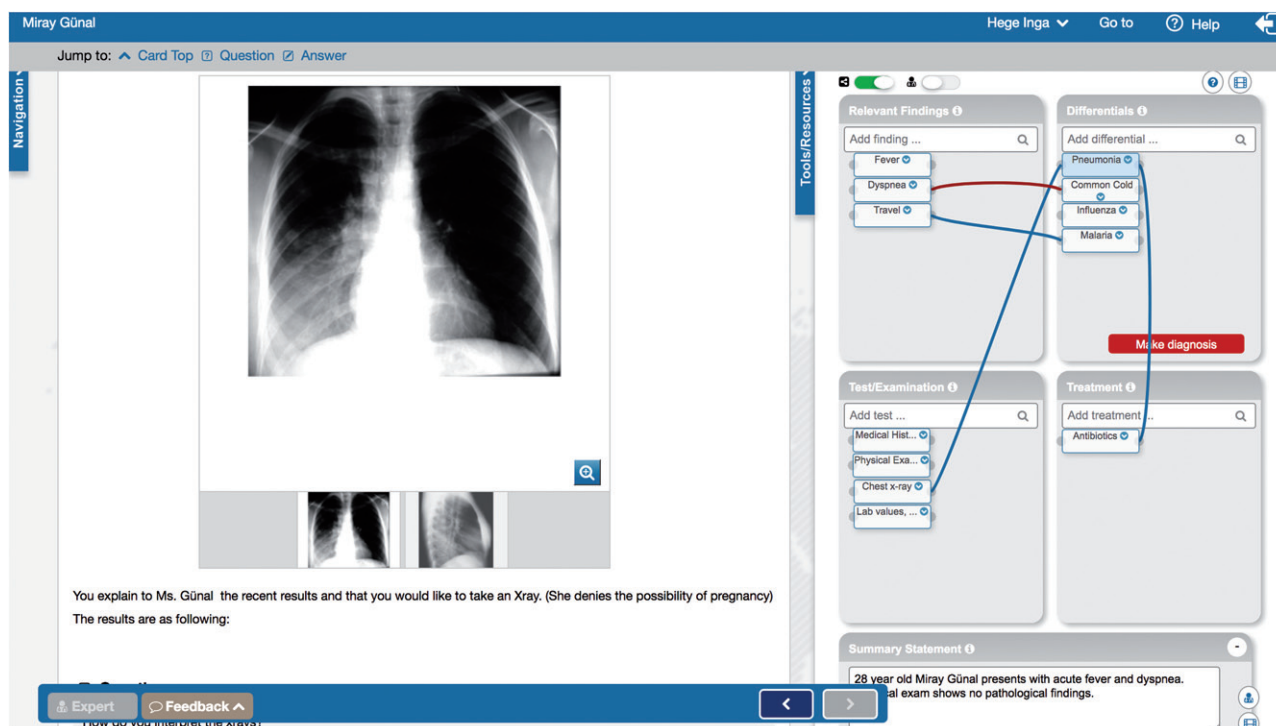 Miray Günal
Hege Inga
Go to
Help
Jump to: Card Top Question Answer
Navigation
Tools/Resources
You explain to Ms. Günal the recent results and that you would like to take an Xray. (She denies the possibility of pregnancy)
The results are as following:
How do you interpret the xrays?
Expert
Feedback
Relevant Findings
Add finding ...
Fever
Dyspnea
Travel
Differentials
Add differential ...
Pneumonia
Common Cold
Influenza
Malaria
Make diagnosis
Test/Examination
Add test ...
Medical Hist...
Physical Exa...
Chest x-ray
Lab values, ...
Treatment
Add treatment ...
Antibiotics
Summary Statement
-
28 year old Miray Günal presents with acute fever and dyspnea.
exam shows no pathological findings.